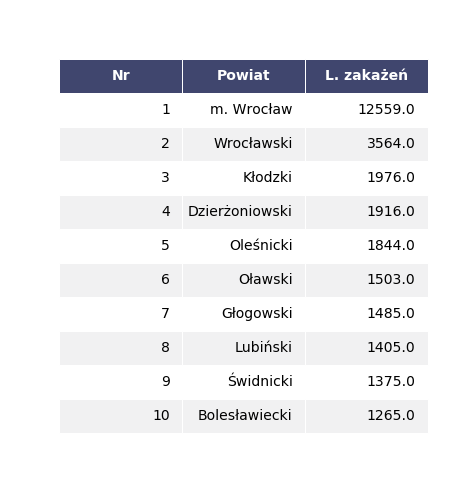 Nr Powiat L. zakażeń
1 m. Wrocław 12559.0
2 Wrocławski 3564.0
3 Kłodzki 1976.0
4 Dzierżoniowski 1916.0
5 Oleśnicki 1844.0
6 Oławski 1503.0
7 Głogowski 1485.0
8 Lubiński 1405.0
9 Świdnicki 1375.0
10 Bolesławiecki 1265.0